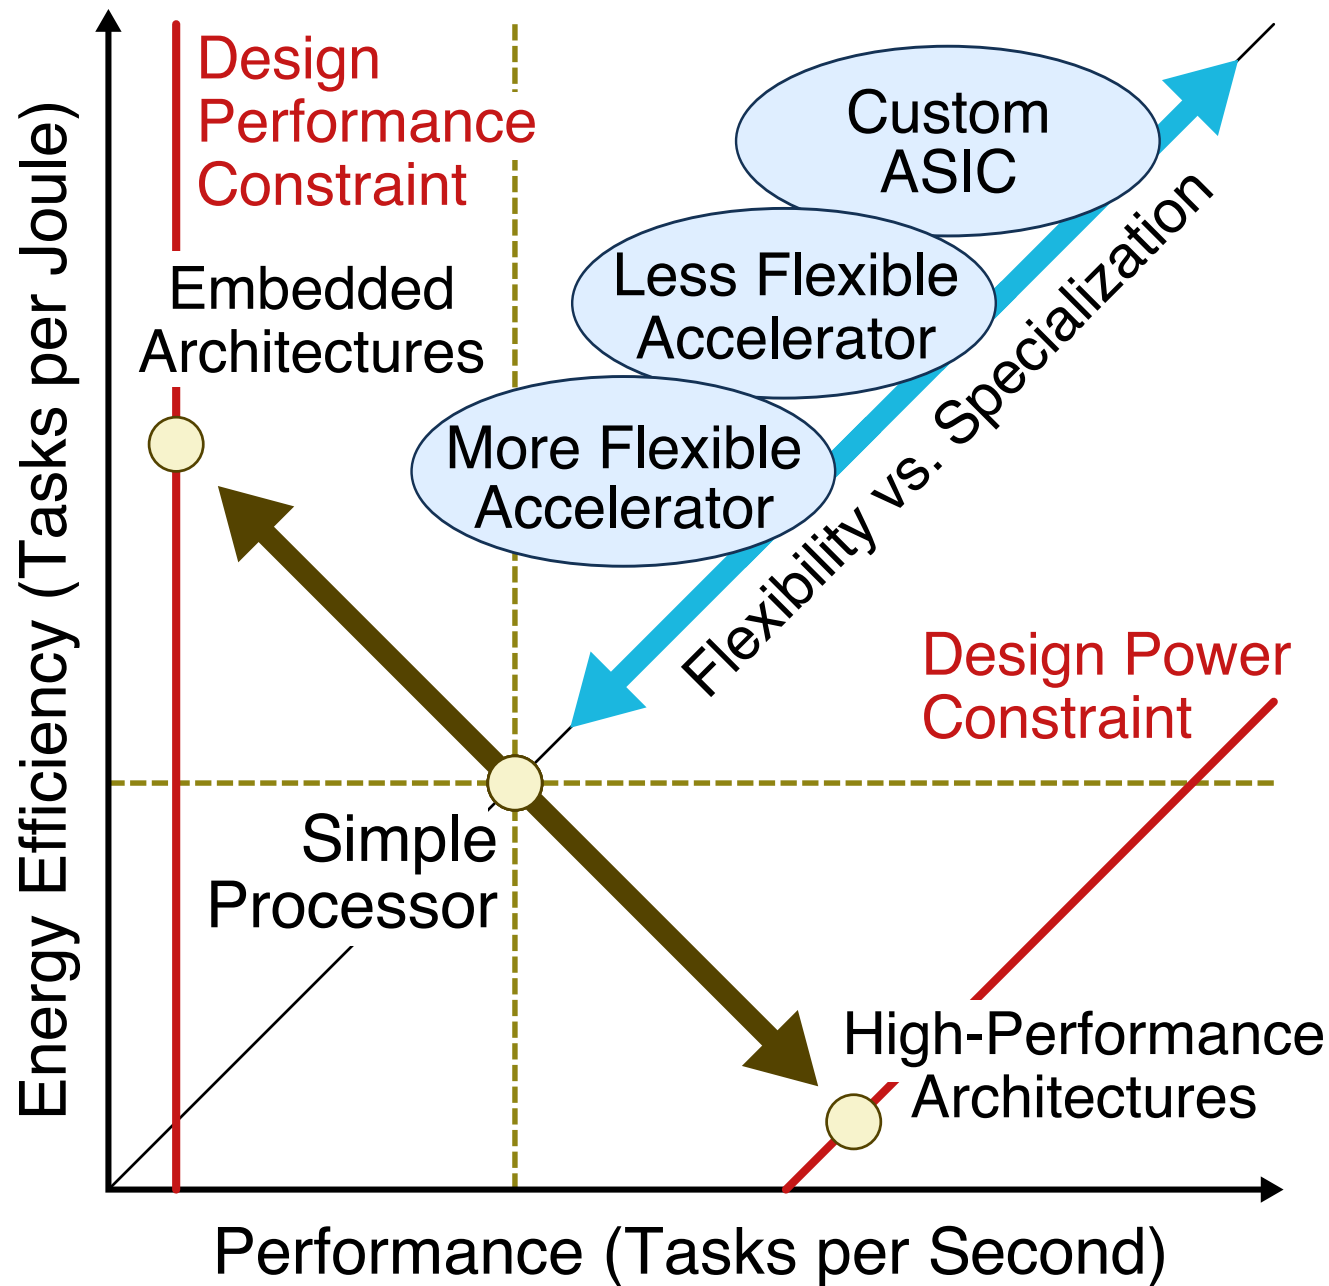 Design
Performance
Constraint
Custom
ASIC
Embedded
Architectures
Less Flexible
Accelerator
More Flexible
Accelerator
Flexibility vs. Specialization
Design Power
Constraint
Simple
Processor
High-Performance
Architectures
Energy Efficiency (Tasks per Joule)
Performance (Tasks per Second)